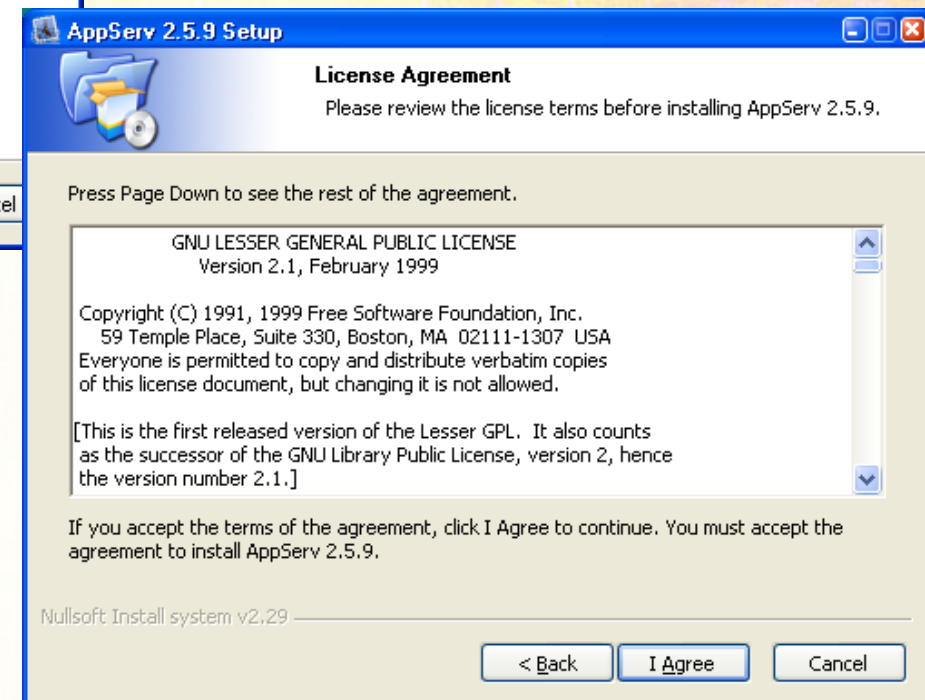 AppServ 2.5.9 Setup
License Agreement
Please review the license terms before installing AppServ 2.5.9.
Press Page Down to see the rest of the agreement.
GNU LESSER GENERAL PUBLIC LICENSE
Version 2.1, February 1999
Copyright (C) 1991, 1999 Free Software Foundation, Inc.
59 Temple Place, Suite 330, Boston, MA  02111-1307  USA
Everyone is permitted to copy and distribute verbatim copies
of this license document, but changing it is not allowed.
[This is the first released version of the Lesser GPL.  It also counts
as the successor of the GNU Library Public License, version 2, hence
the version number 2.1.]
If you accept the terms of the agreement, click I Agree to continue. You must accept the
agreement to install AppServ 2.5.9.
Nullsoft Install system v2.29
< Back
I Agree
Cancel